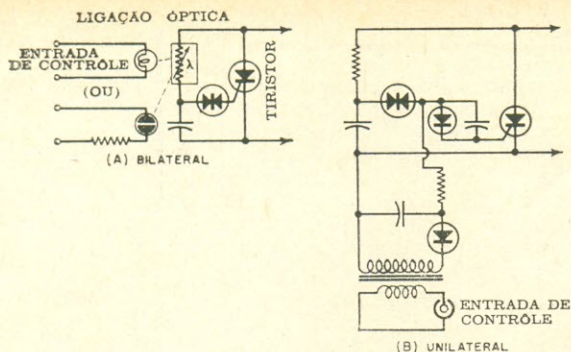 LIGAÇÃO ÓPTICA
ENTRADA
DE CONTRÔLE
(OU)
λ
TIRISTOR
(A) BILATERAL
ENTRADA DE
CONTRÔLE
(B) UNILATERAL